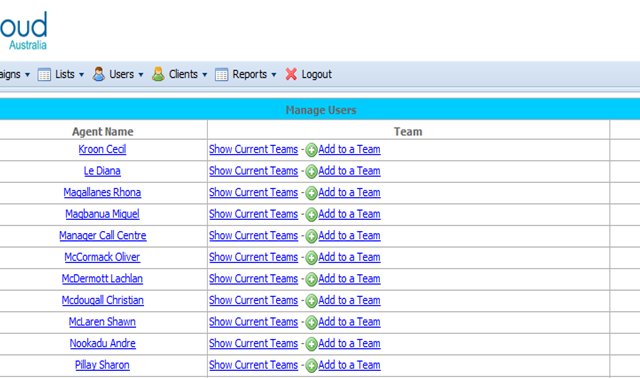 oud
Australia
aigns Lists Users Clients Reports Logout
Manage Users
Agent Name Team
Kroon Cecil Show Current Teams - Add to a Team
Le Diana Show Current Teams - Add to a Team
Magallanes Rhona Show Current Teams - Add to a Team
Magbanua Miguel Show Current Teams - Add to a Team
Manager Call Centre Show Current Teams - Add to a Team
McCormack Oliver Show Current Teams - Add to a Team
McDermott Lachlan Show Current Teams - Add to a Team
Mcdougall Christian Show Current Teams - Add to a Team
McLaren Shawn Show Current Teams - Add to a Team
Nookadu Andre Show Current Teams - Add to a Team
Pillay Sharon Show Current Teams - Add to a Team